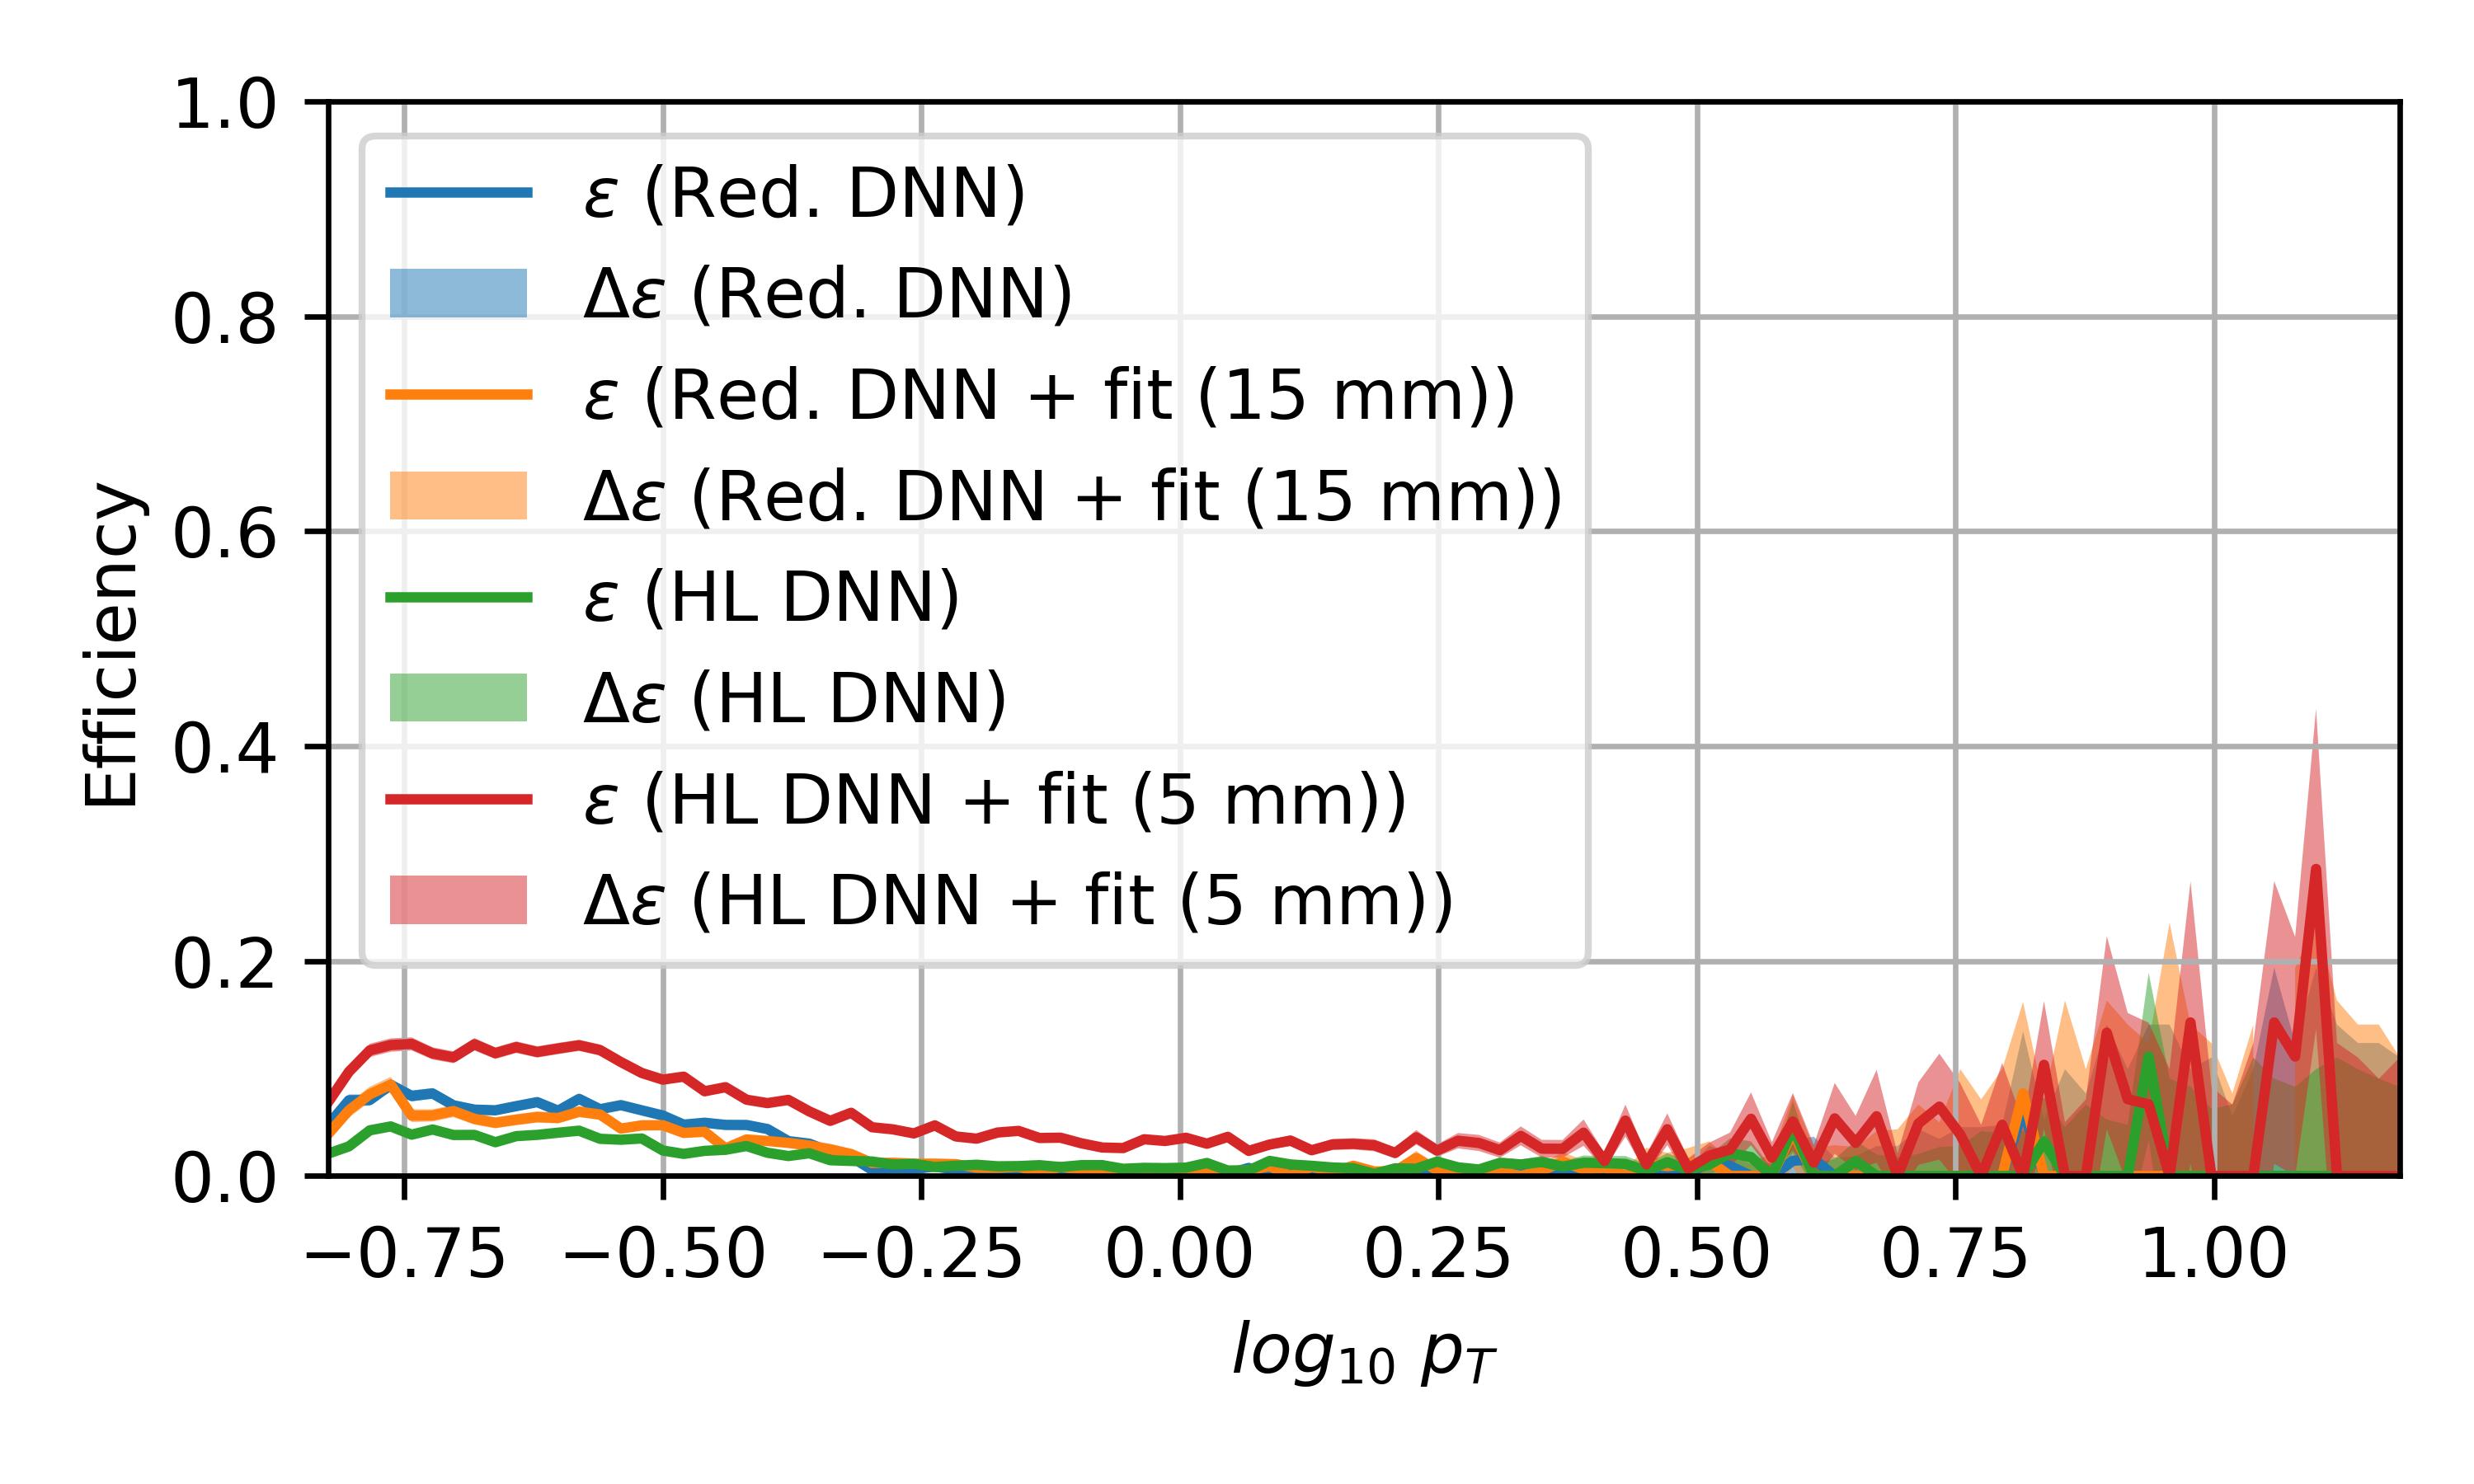 1.0
0.8
0.6
0.4
0.2
0.0
Efficiency
ε (Red. DNN)
Δε (Red. DNN)
ε (Red. DNN + fit (15 mm))
Δε (Red. DNN + fit (15 mm))
ε (HL DNN)
Δε (HL DNN)
ε (HL DNN + fit (5 mm))
Δε (HL DNN + fit (5 mm))
−0.75 −0.50 −0.25 0.00 0.25 0.50 0.75 1.00
log₁₀ p_T